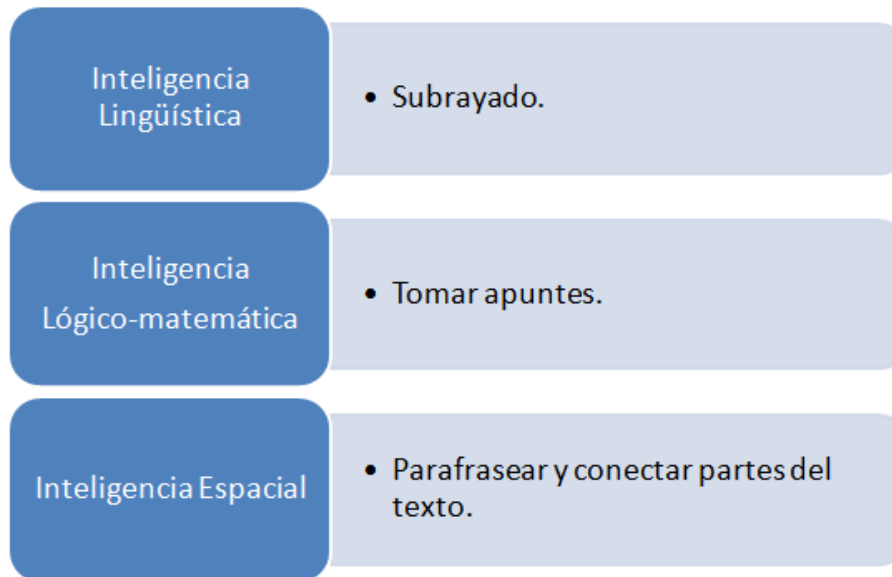 Inteligencia
Lingüística
• Subrayado.
Inteligencia
Lógico-matemática
• Tomar apuntes.
Inteligencia Espacial
• Parafrasear y conectar partes del
texto.